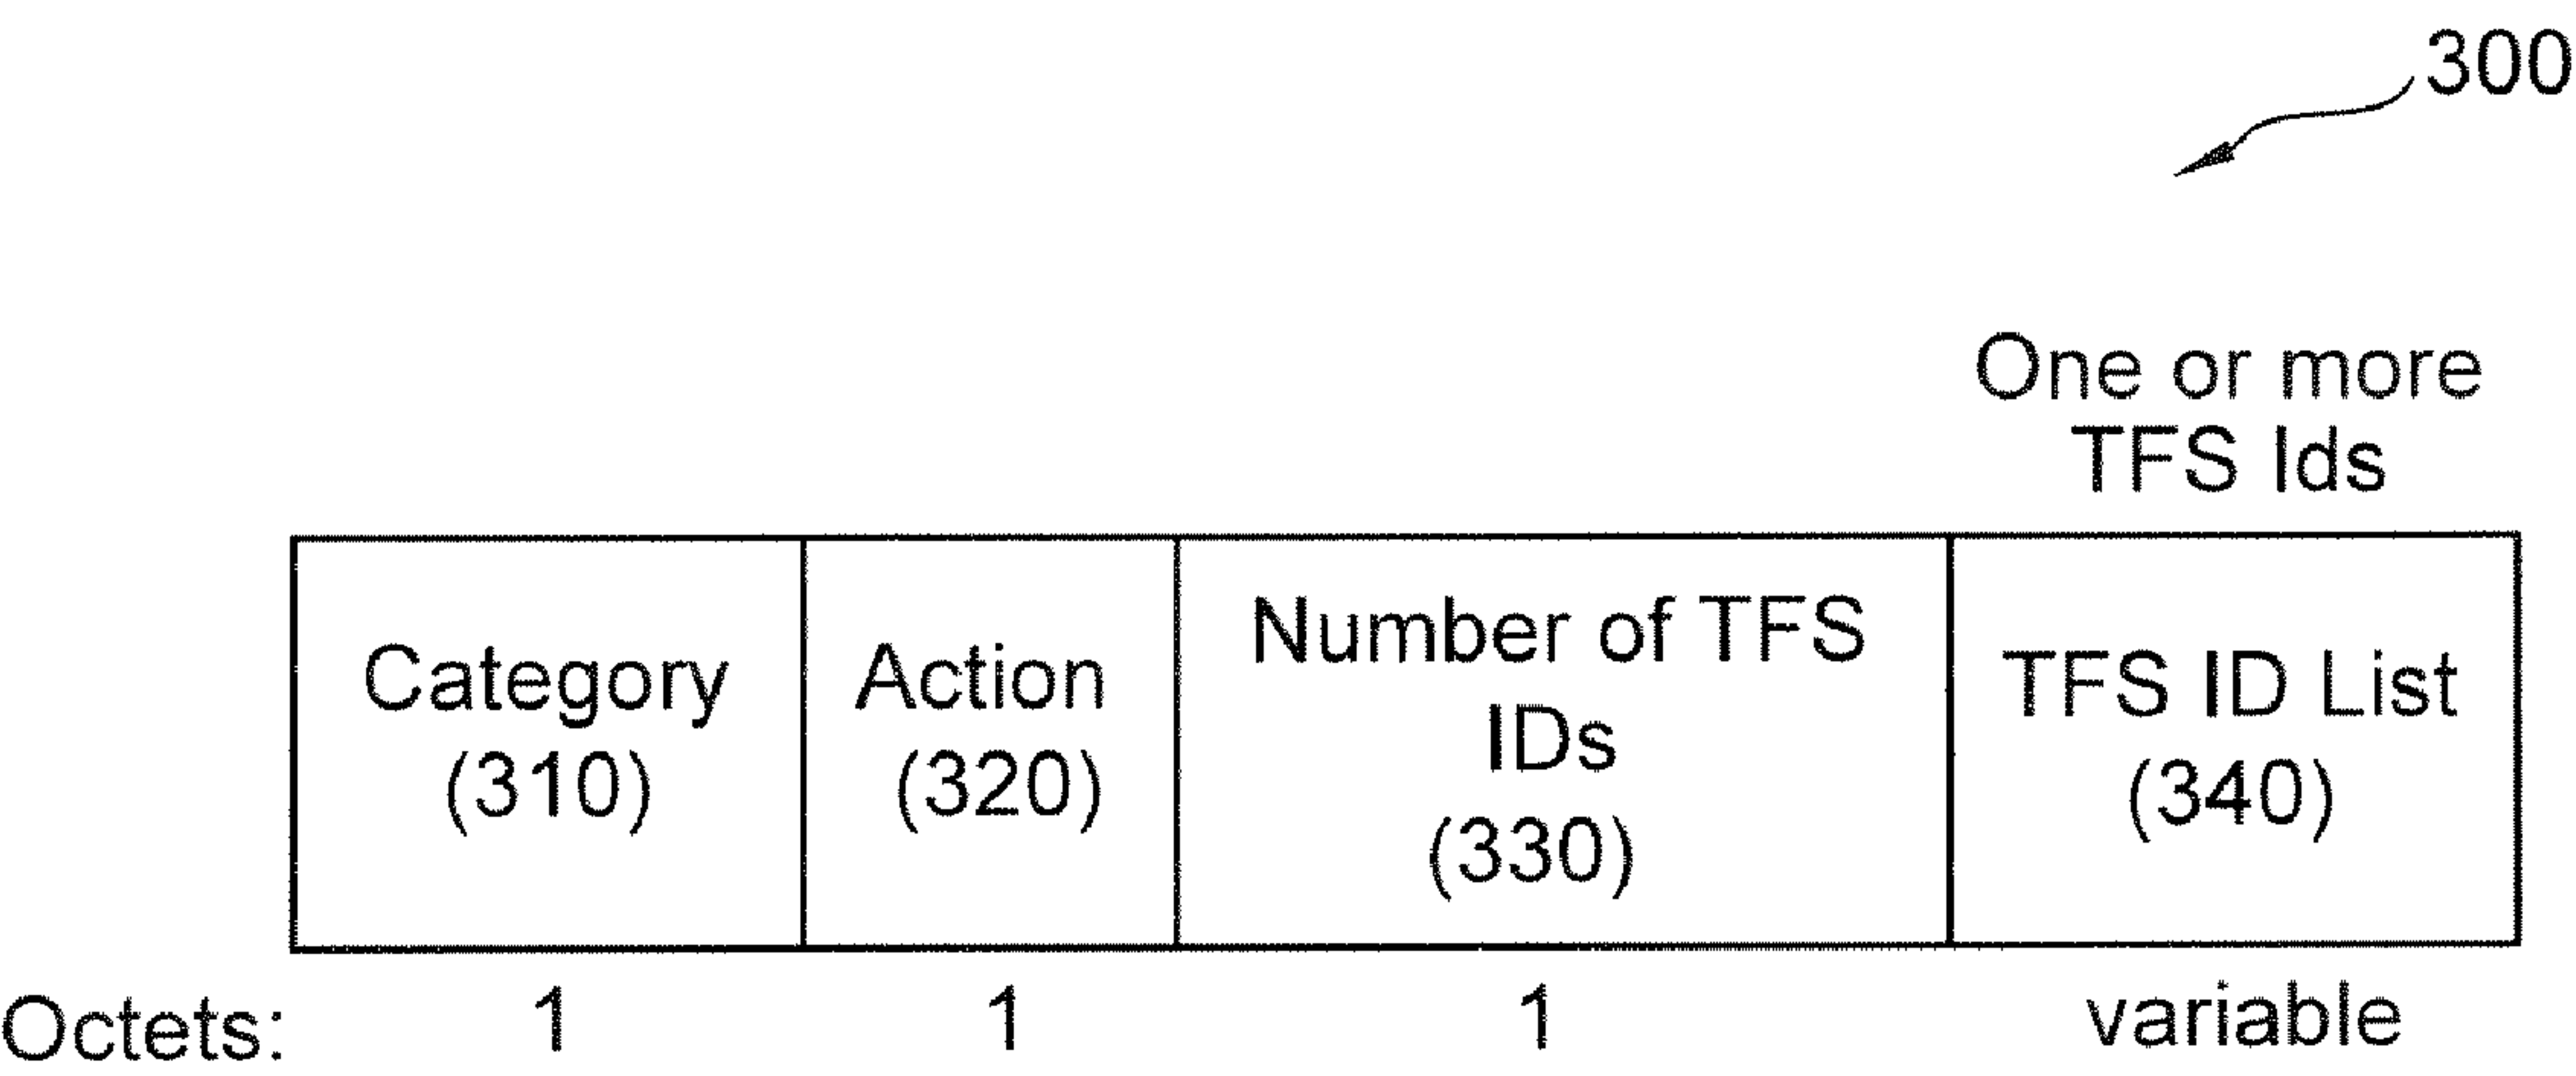 300
One or more
TFS Ids
Category
(310)
Action
(320)
Number of TFS
IDs
(330)
TFS ID List
(340)
Octets: 1 1 1 variable